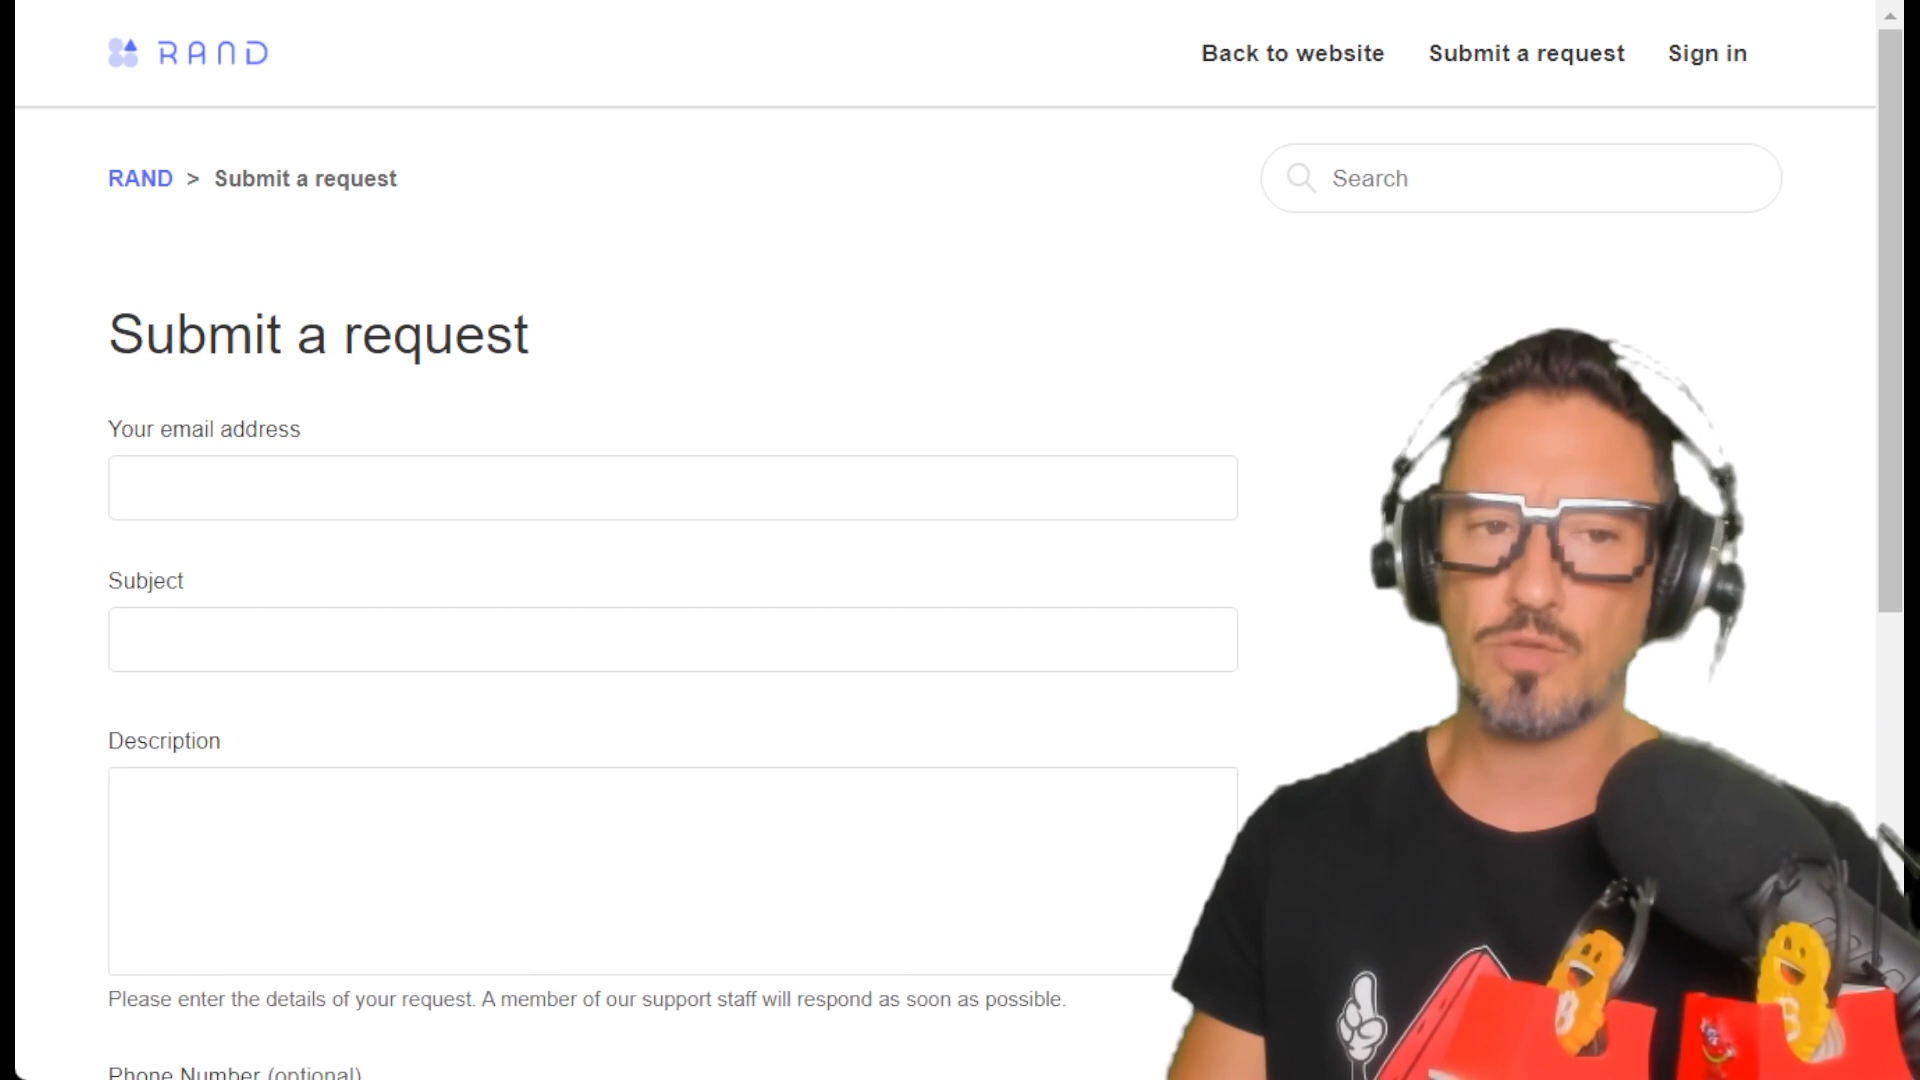 RAND
Back to website
Submit a request
Sign in
RAND > Submit a request
Search
Submit a request
Your email address
Subject
Description
Please enter the details of your request. A member of our support staff will respond as soon as possible.
Phone Number (optional)